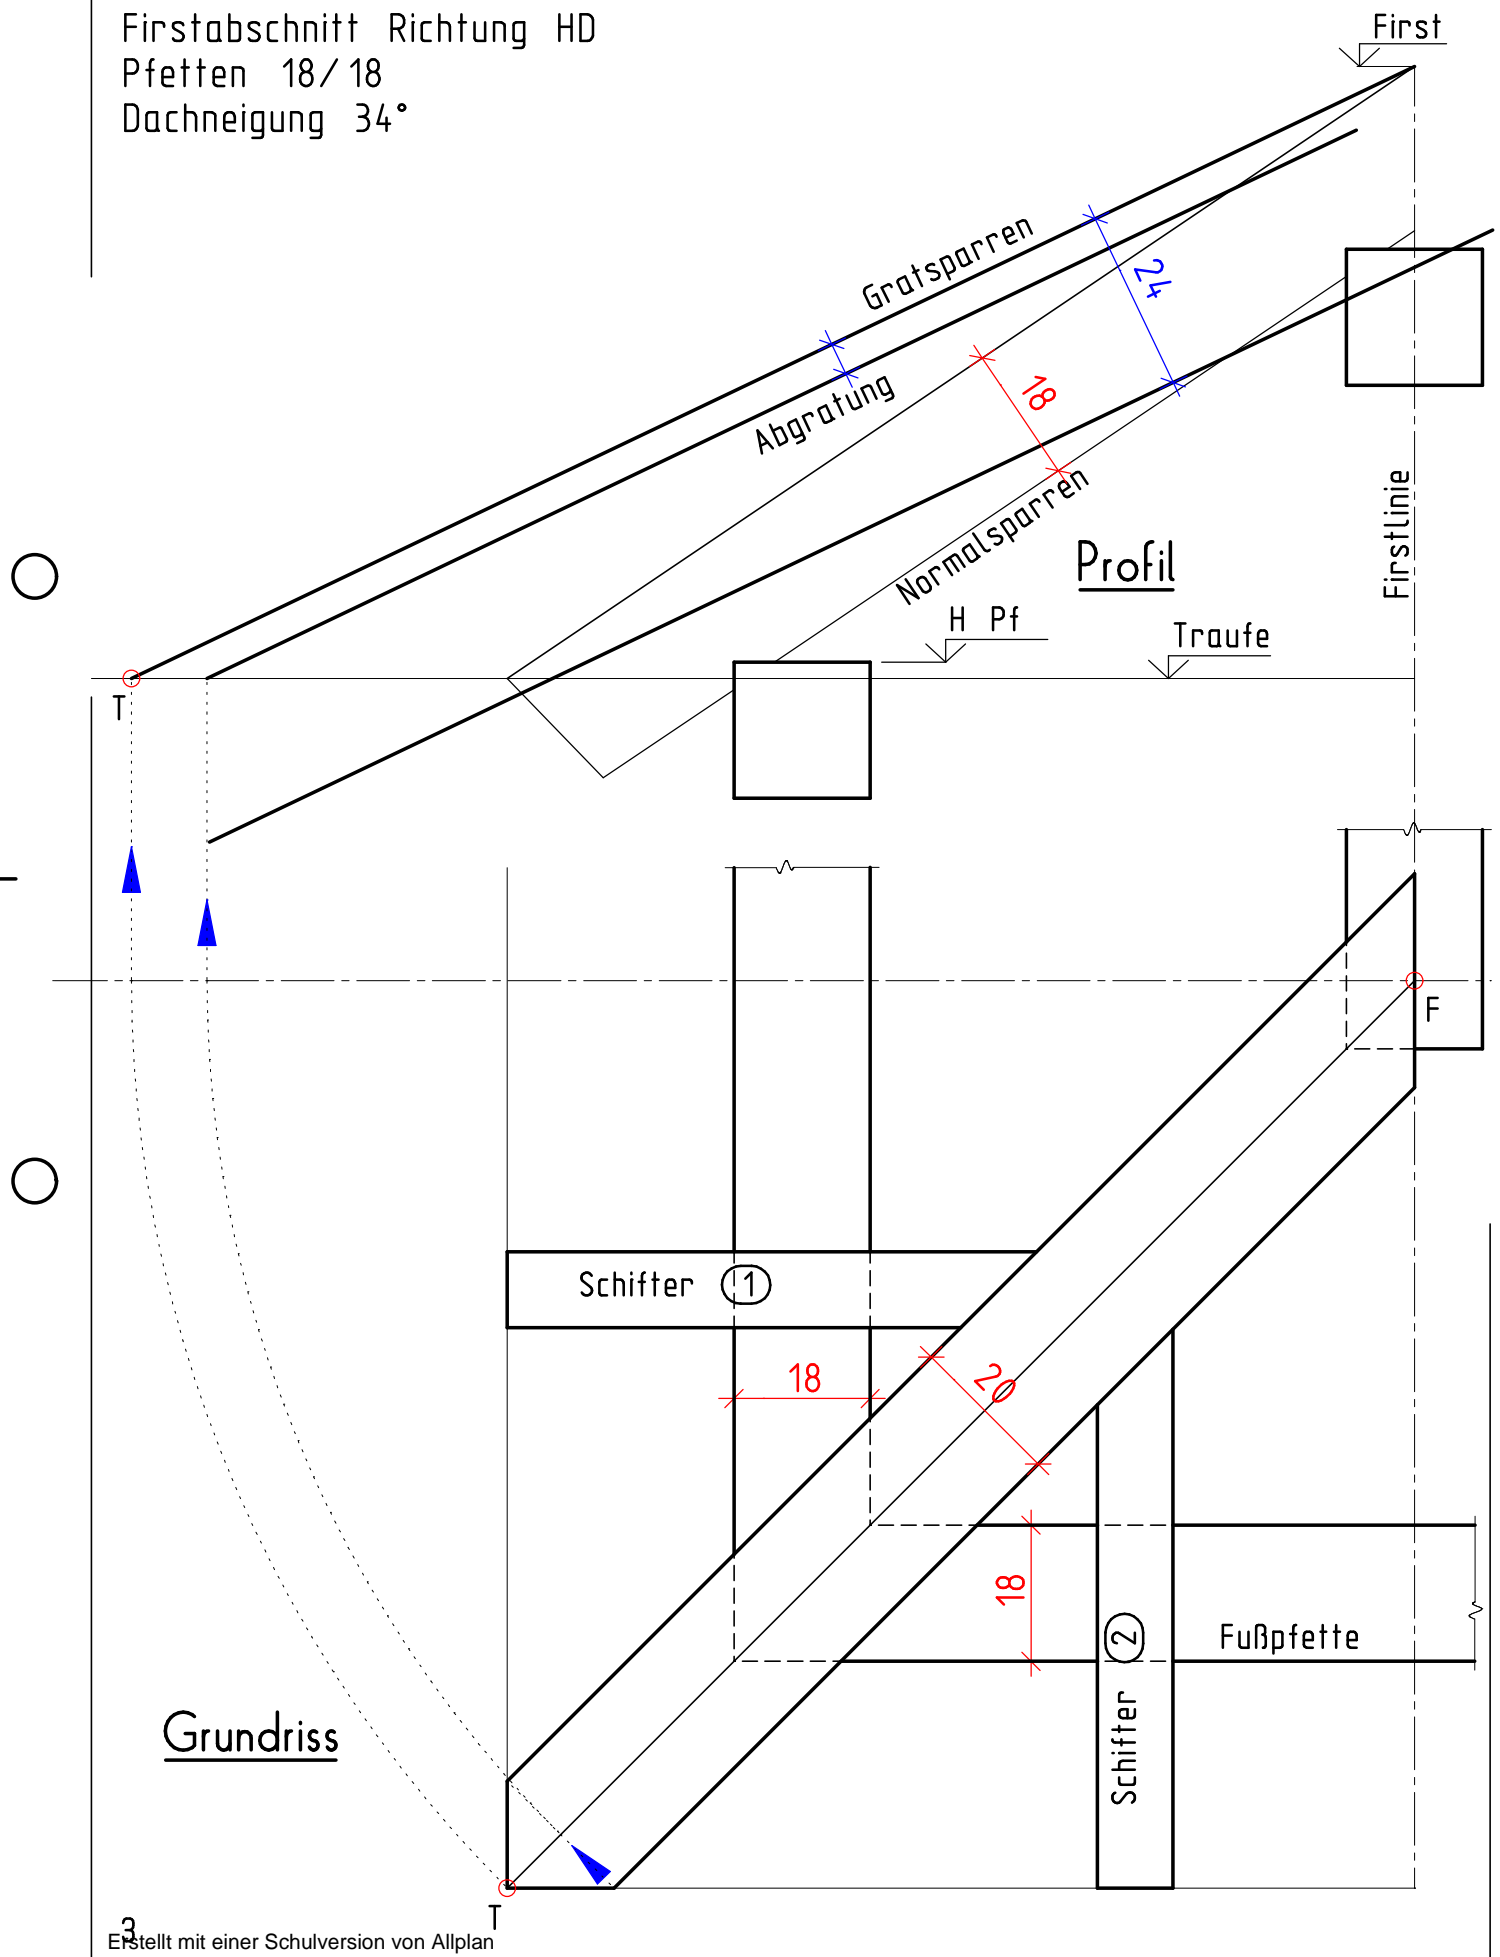 Firstabschnitt Richtung HD
Pfetten 18/18
Dachneigung 34°
First
Gratsparren
24
Abgratung
18
Normalsparren
Firstlinie
Profil
H Pf
Traufe
T
F
Schifter 1
18
20
18
Schifter 2
Fußpfette
Grundriss
T
3
Erstellt mit einer Schulversion von Allplan